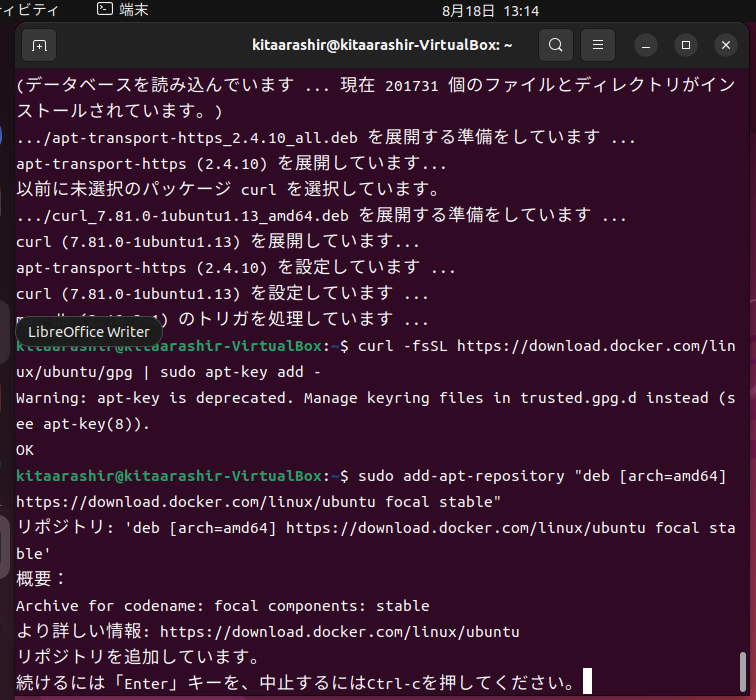 ィビティ 端末 8月18日 13:14
kitaarashir@kitaarashir-VirtualBox: ~
(データベースを読み込んでいます ... 現在 201731 個のファイルとディレクトリがイン
ストールされています。)
.../apt-transport-https_2.4.10_all.deb を展開する準備をしています ...
apt-transport-https (2.4.10) を展開しています...
以前に未選択のパッケージ curl を選択しています。
.../curl_7.81.0-1ubuntu1.13_amd64.deb を展開する準備をしています ...
curl (7.81.0-1ubuntu1.13) を展開しています...
apt-transport-https (2.4.10) を設定しています ...
curl (7.81.0-1ubuntu1.13) を設定しています ...
のトリガを処理しています ...
LibreOffice Writer
kitaarashir@kitaarashir-VirtualBox:~$ curl -fsSL https://download.docker.com/lin
ux/ubuntu/gpg | sudo apt-key add -
Warning: apt-key is deprecated. Manage keyring files in trusted.gpg.d instead (s
ee apt-key(8)).
OK
kitaarashir@kitaarashir-VirtualBox:~$ sudo add-apt-repository "deb [arch=amd64]
https://download.docker.com/linux/ubuntu focal stable"
リポジトリ: 'deb [arch=amd64] https://download.docker.com/linux/ubuntu focal sta
ble'
概要：
Archive for codename: focal components: stable
より詳しい情報: https://download.docker.com/linux/ubuntu
リポジトリを追加しています。
続けるには「Enter」キーを、中止するにはCtrl-cを押してください。